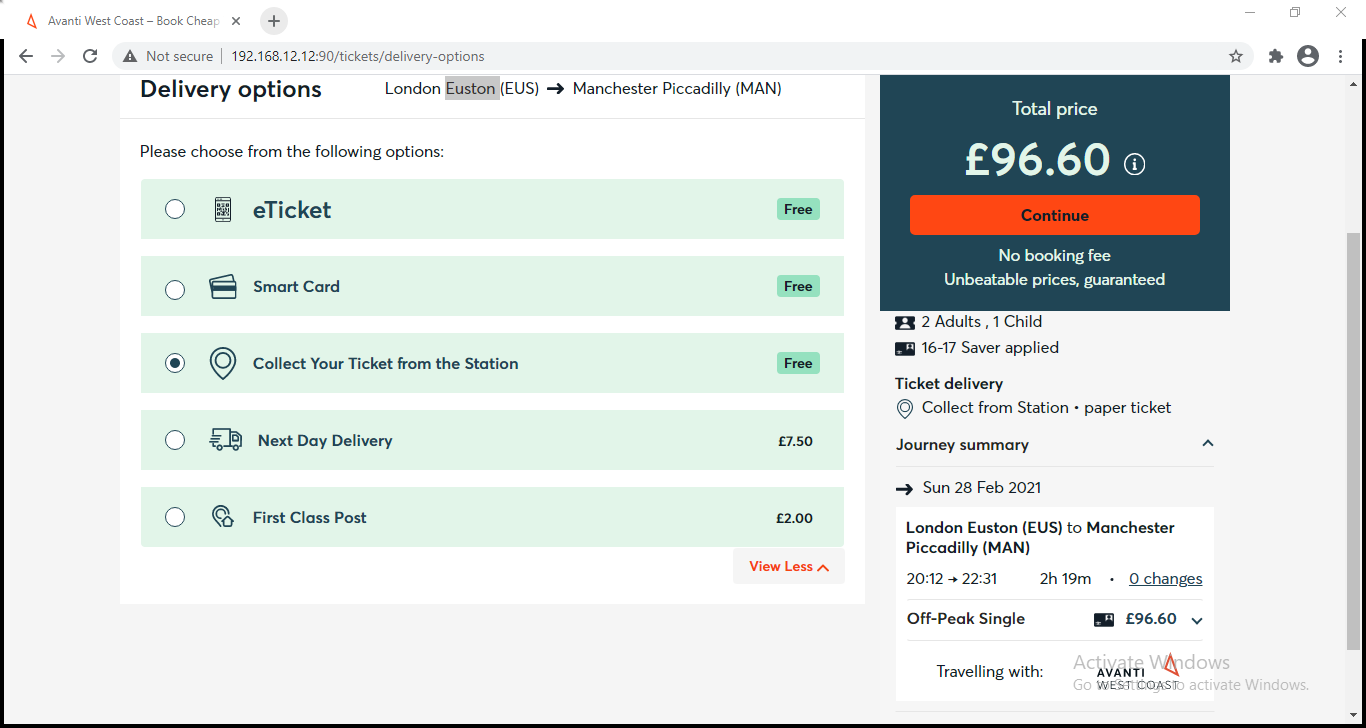 Avanti West Coast – Book Cheap
Not secure
192.168.12.12:90/tickets/delivery-options
Delivery options
London Euston (EUS) → Manchester Piccadilly (MAN)
Please choose from the following options:
eTicket
Free
Smart Card
Free
Collect Your Ticket from the Station
Free
Next Day Delivery
£7.50
First Class Post
£2.00
View Less
Total price
£96.60
Continue
No booking fee
Unbeatable prices, guaranteed
2 Adults , 1 Child
16-17 Saver applied
Ticket delivery
Collect from Station • paper ticket
Journey summary
→ Sun 28 Feb 2021
London Euston (EUS) to Manchester
Piccadilly (MAN)
20:12 → 22:31 2h 19m · 0 changes
Off-Peak Single £96.60
Travelling with:
AVANTI
WEST COAST
Activate Windows
Go to Settings to activate Windows.